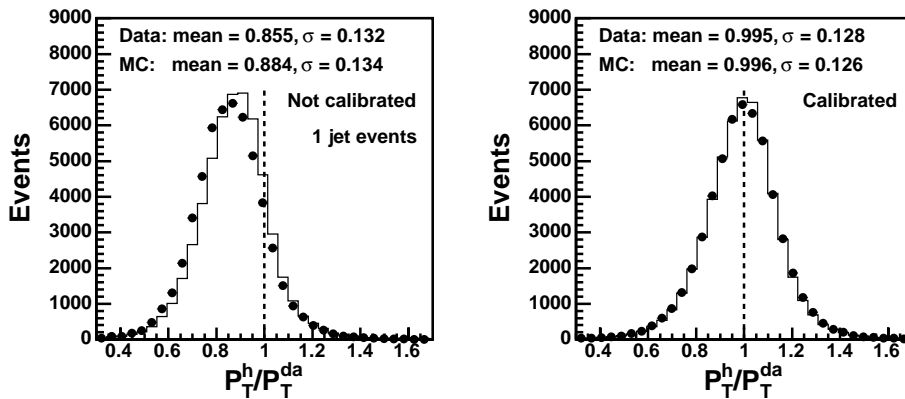 9000
8000
7000
6000
5000
4000
3000
2000
1000
0
Events
Data: mean = 0.855, σ = 0.132
MC: mean = 0.884, σ = 0.134
Not calibrated
1 jet events
0.4 0.6 0.8 1 1.2 1.4 1.6
P_T^h/P_T^da
9000
8000
7000
6000
5000
4000
3000
2000
1000
0
Events
Data: mean = 0.995, σ = 0.128
MC: mean = 0.996, σ = 0.126
Calibrated
0.4 0.6 0.8 1 1.2 1.4 1.6
P_T^h/P_T^da